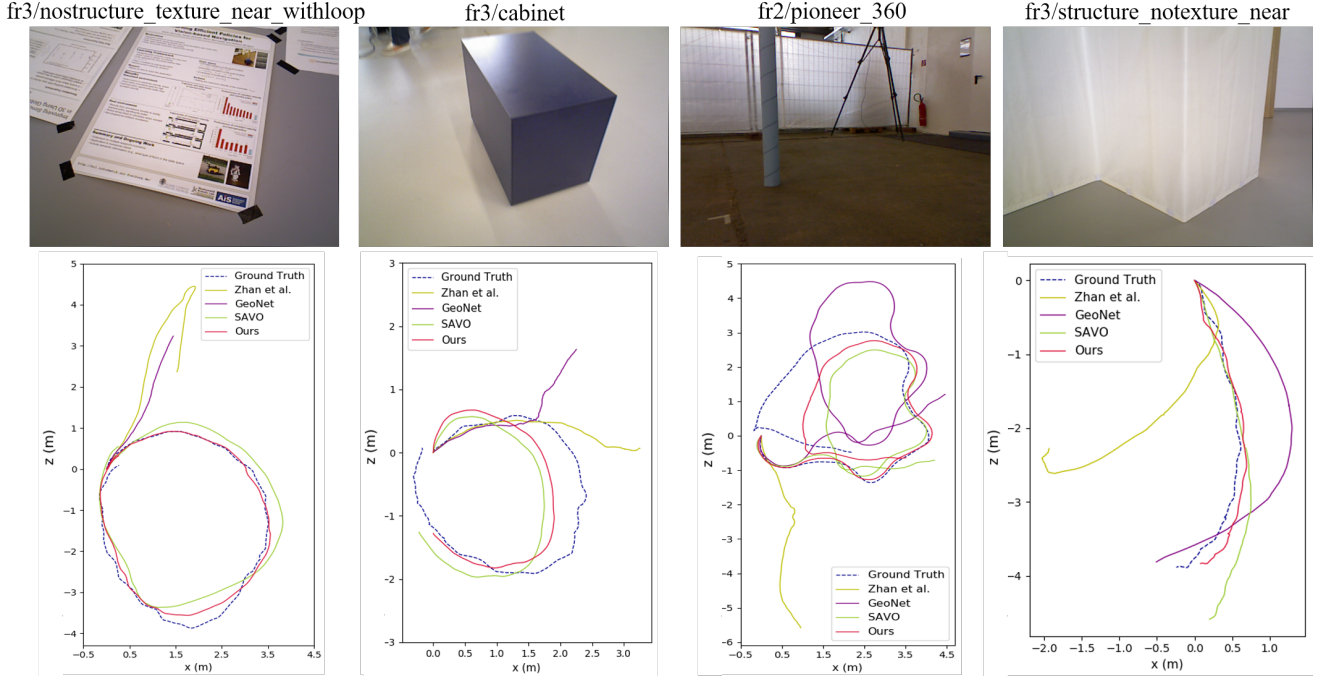 fr3/nostructure_texture_near_withloop
fr3/cabinet
fr2/pioneer_360
fr3/structure_notexture_near
Vision-based Navigation
AIS
5
4
3
2
1
0
−1
−2
−3
−4
z (m)
−0.5 0.5 1.5 2.5 3.5 4.5
x (m)
Ground Truth
Zhan et al.
GeoNet
SAVO
Ours
3
2
1
0
−1
−2
−3
z (m)
0.0 0.5 1.0 1.5 2.0 2.5 3.0
x (m)
Ground Truth
Zhan et al.
GeoNet
SAVO
Ours
5
4
3
2
1
0
−1
−2
−3
−4
−5
−6
z (m)
−0.5 0.5 1.5 2.5 3.5 4.5
x (m)
Ground Truth
Zhan et al.
GeoNet
SAVO
Ours
0
−1
−2
−3
−4
z (m)
−2.0 −1.5 −1.0 −0.5 0.0 0.5 1.0
x (m)
Ground Truth
Zhan et al.
GeoNet
SAVO
Ours